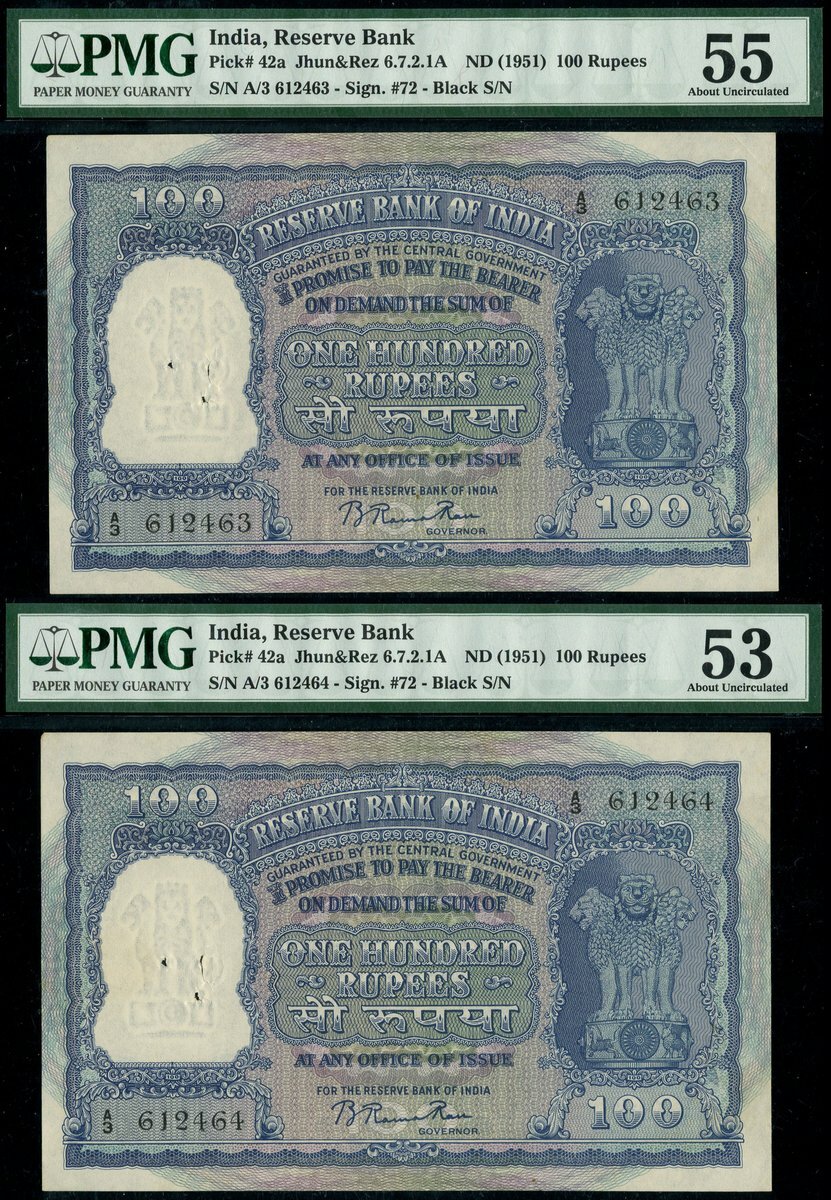 PMG
PAPER MONEY GUARANTY
India, Reserve Bank
Pick# 42a Jhun&Rez 6.7.2.1A ND (1951) 100 Rupees
S/N A/3 612463 - Sign. #72 - Black S/N
55
About Uncirculated
100
A/3 612463
RESERVE BANK OF INDIA
GUARANTEED BY THE CENTRAL GOVERNMENT
I PROMISE TO PAY THE BEARER
ON DEMAND THE SUM OF
ONE HUNDRED
RUPEES
सौ रूपया
AT ANY OFFICE OF ISSUE
FOR THE RESERVE BANK OF INDIA
B Rama Rau
GOVERNOR.
A/3 612463
100
PMG
PAPER MONEY GUARANTY
India, Reserve Bank
Pick# 42a Jhun&Rez 6.7.2.1A ND (1951) 100 Rupees
S/N A/3 612464 - Sign. #72 - Black S/N
53
About Uncirculated
100
A/3 612464
RESERVE BANK OF INDIA
GUARANTEED BY THE CENTRAL GOVERNMENT
I PROMISE TO PAY THE BEARER
ON DEMAND THE SUM OF
ONE HUNDRED
RUPEES
सौ रूपया
AT ANY OFFICE OF ISSUE
FOR THE RESERVE BANK OF INDIA
B Rama Rau
GOVERNOR.
A/3 612464
100